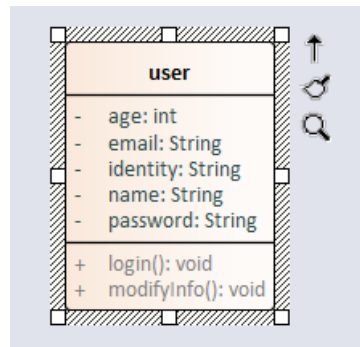 user
- age: int
- email: String
- identity: String
- name: String
- password: String
+ login(): void
+ modifyInfo(): void